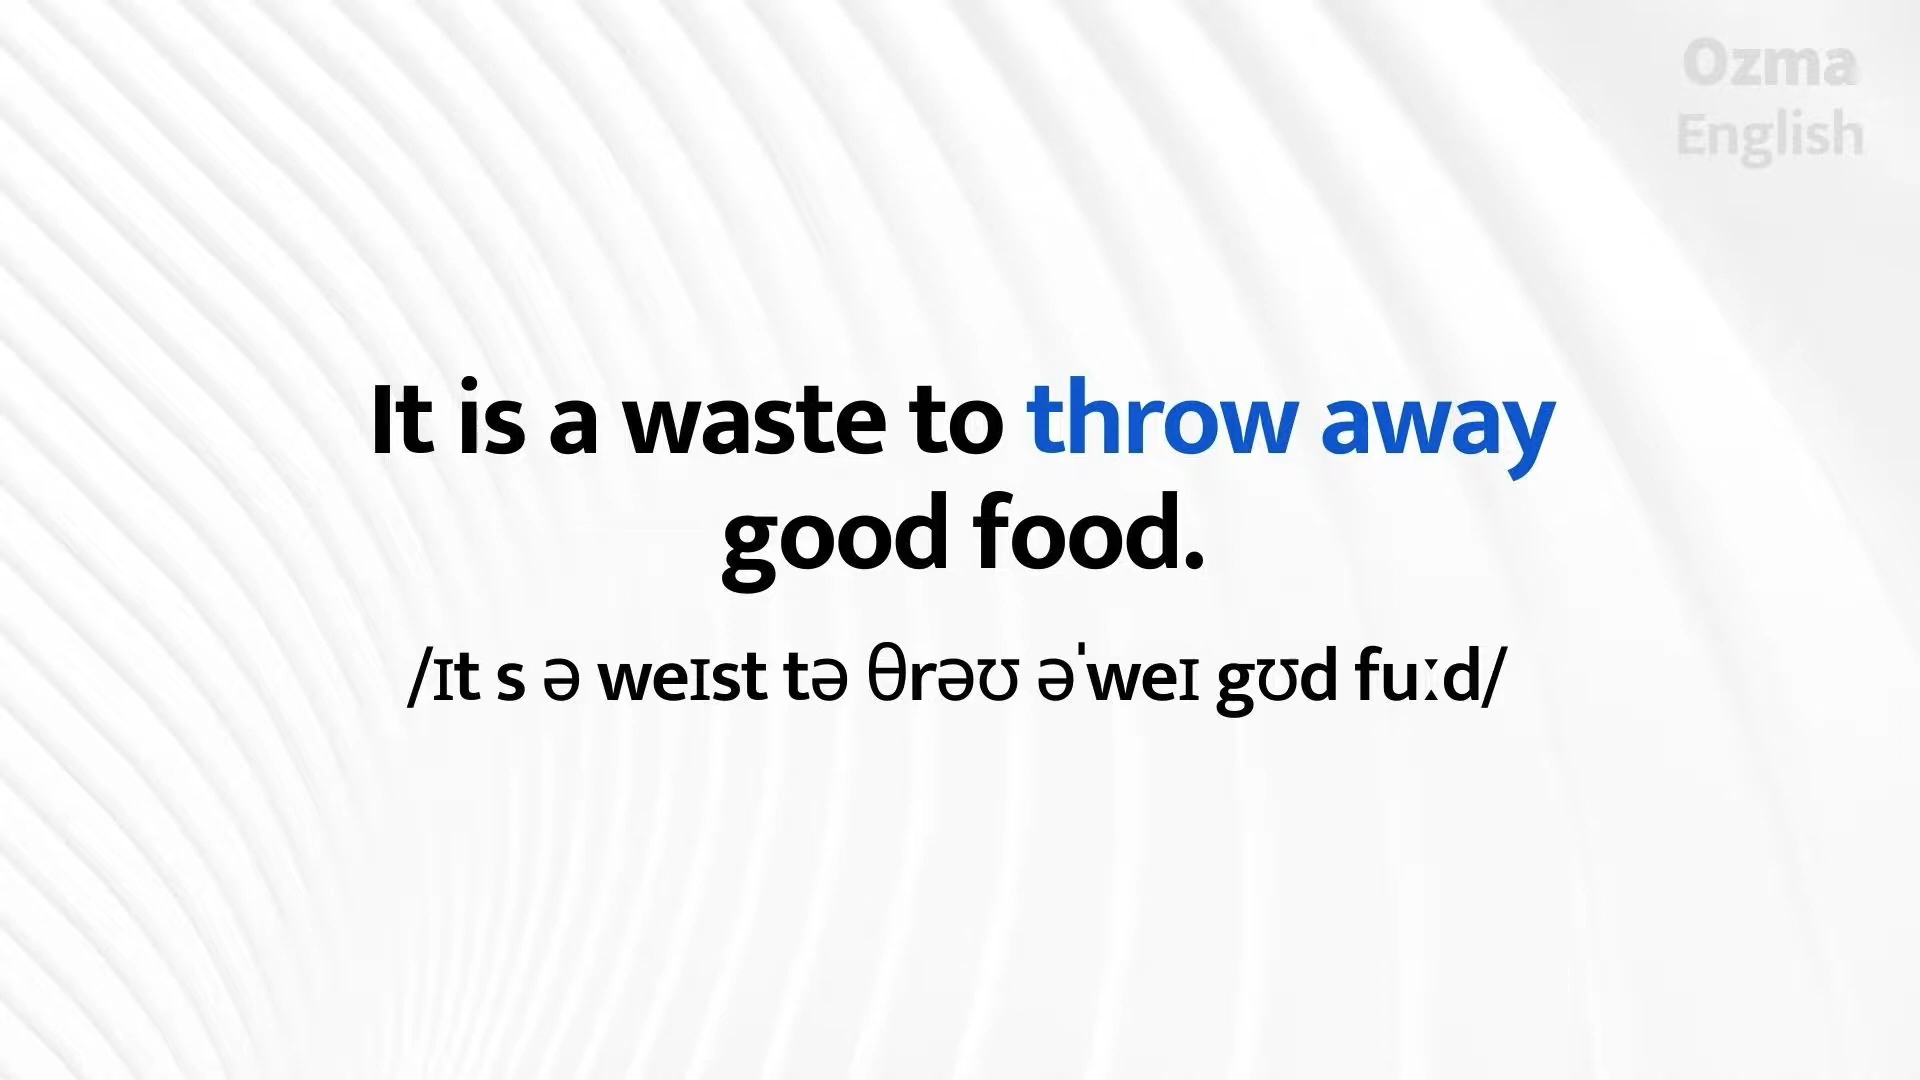 Ozma
English
It is a waste to throw away
good food.
/ɪt s ə weɪst tə θrəʊ əˈweɪ gʊd fuːd/